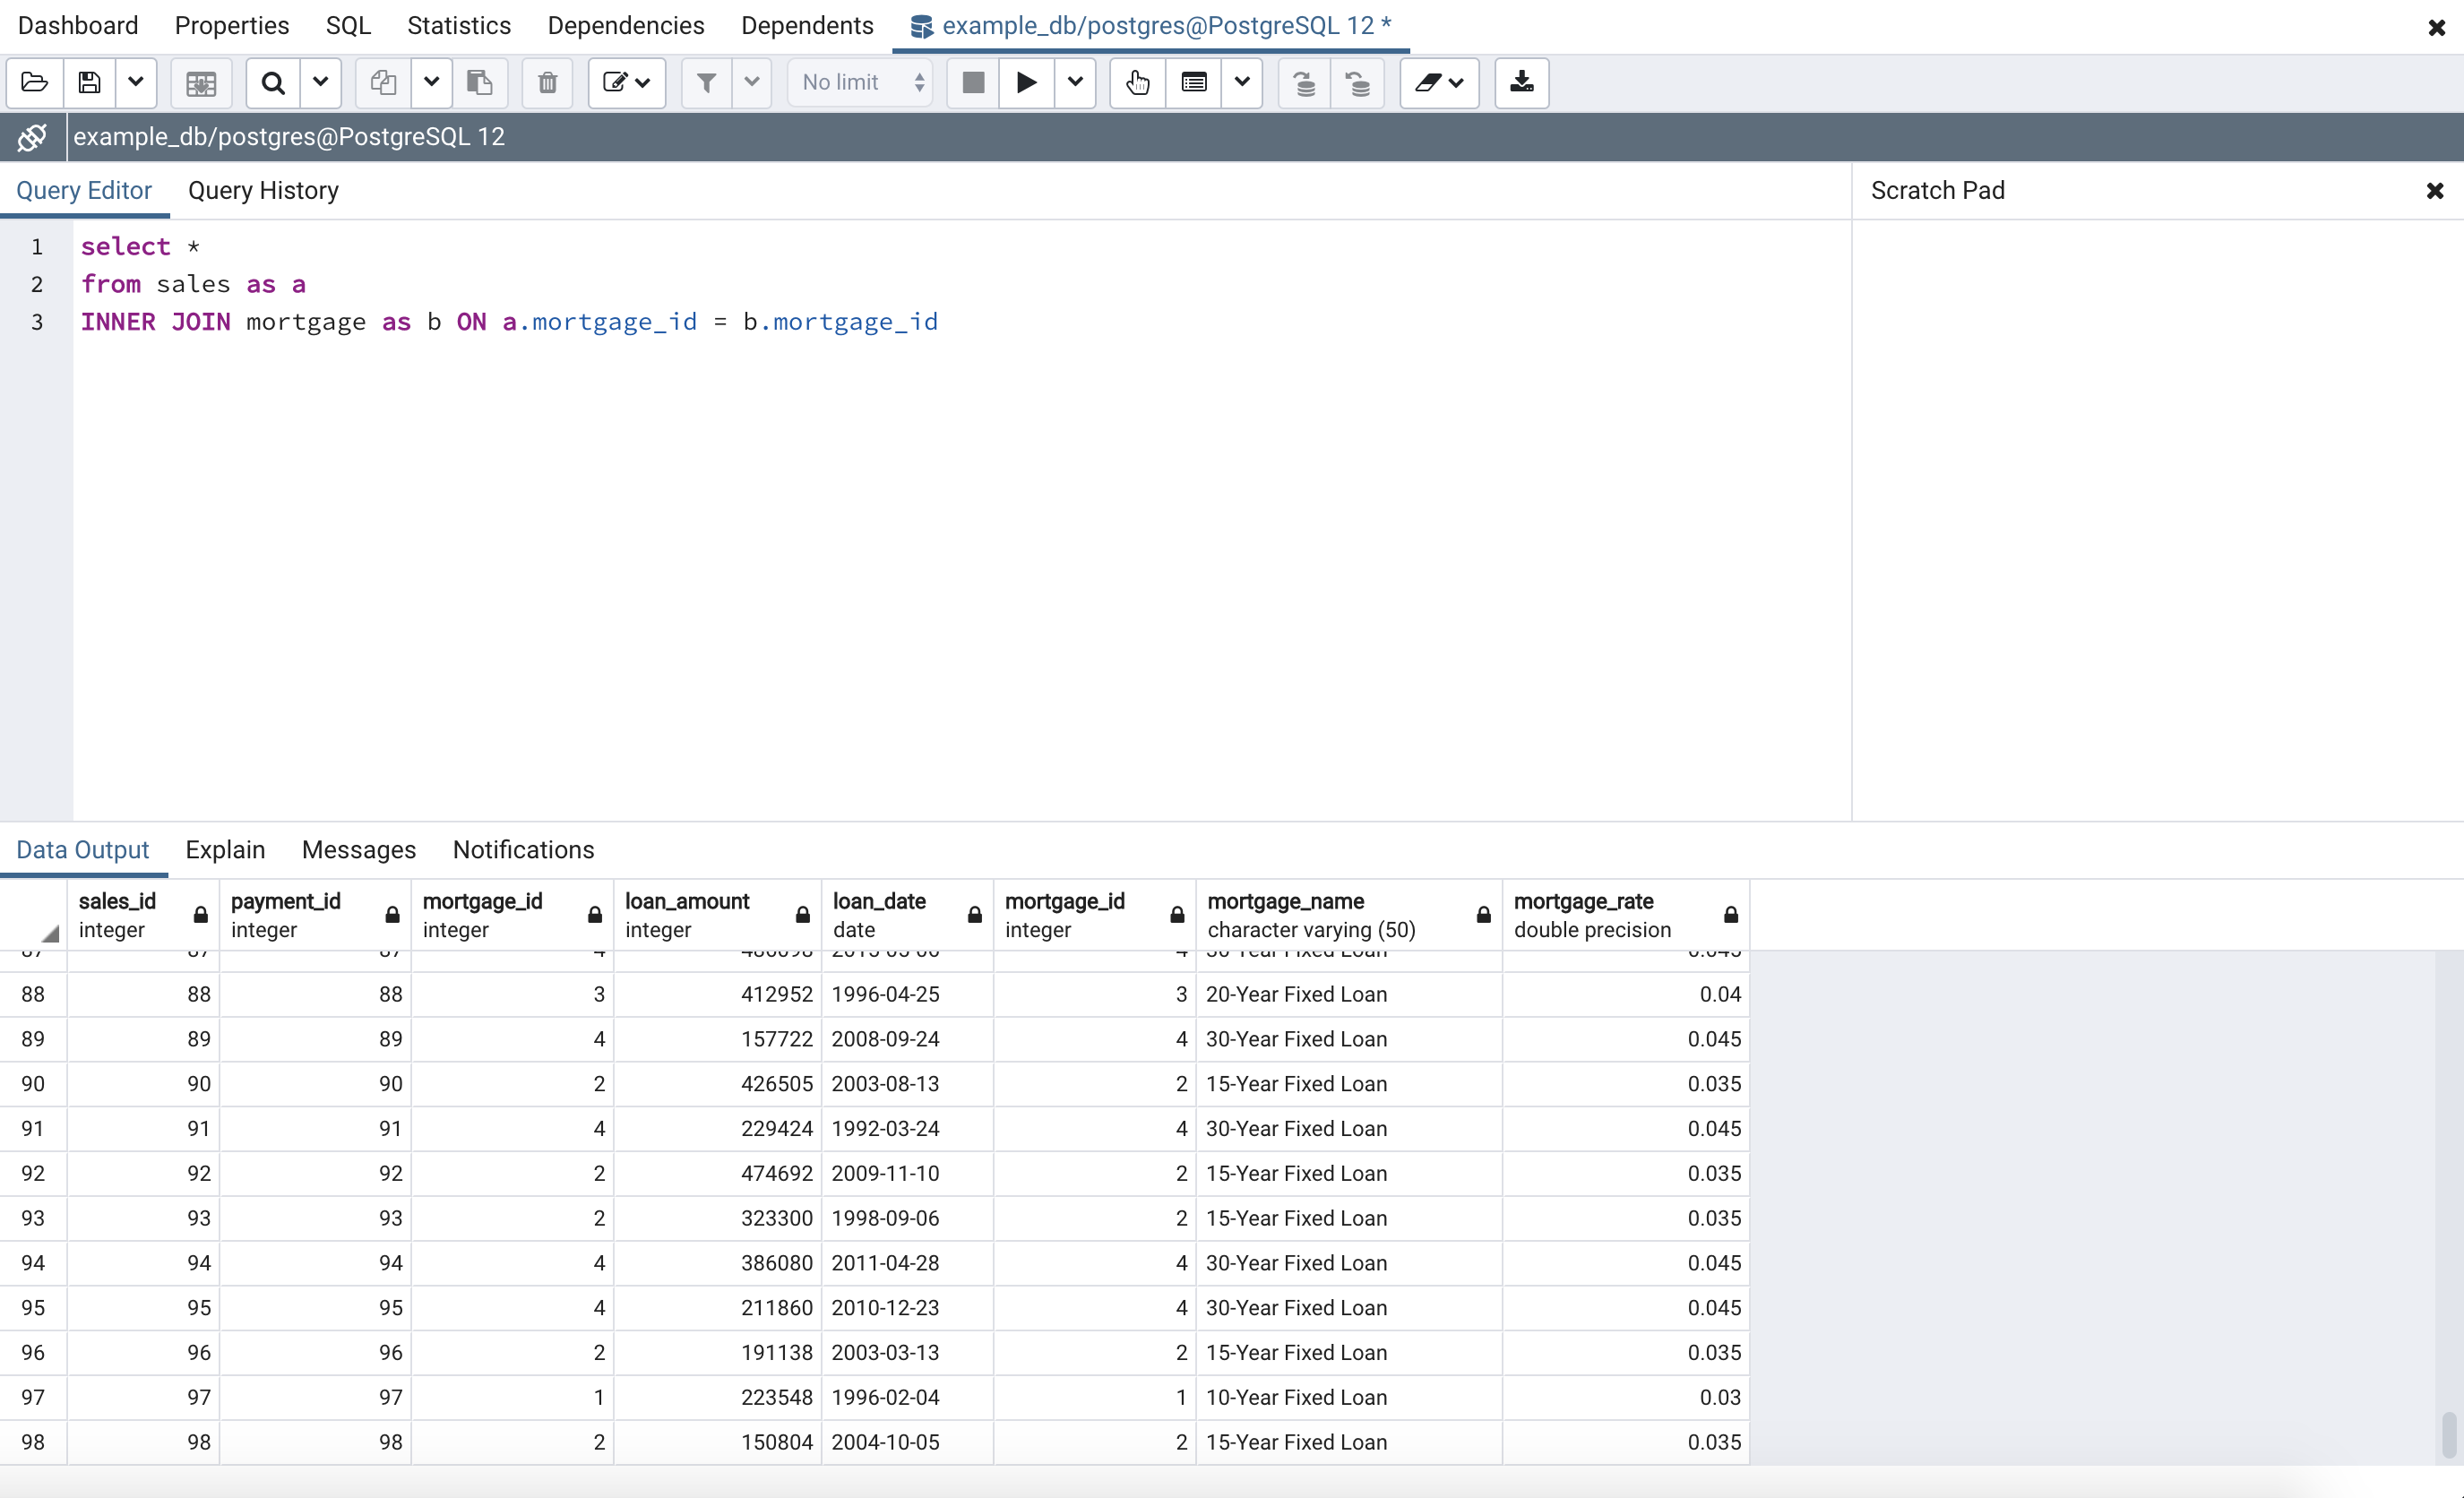 Dashboard Properties SQL Statistics Dependencies Dependents example_db/postgres@PostgreSQL 12 *
No limit
example_db/postgres@PostgreSQL 12
Query Editor Query History Scratch Pad
1 select *
2 from sales as a
3 INNER JOIN mortgage as b ON a.mortgage_id = b.mortgage_id
Data Output Explain Messages Notifications
sales_id payment_id mortgage_id loan_amount loan_date mortgage_id mortgage_name mortgage_rate
integer integer integer integer date integer character varying (50) double precision
88 88 88 3 412952 1996-04-25 3 20-Year Fixed Loan 0.04
89 89 89 4 157722 2008-09-24 4 30-Year Fixed Loan 0.045
90 90 90 2 426505 2003-08-13 2 15-Year Fixed Loan 0.035
91 91 91 4 229424 1992-03-24 4 30-Year Fixed Loan 0.045
92 92 92 2 474692 2009-11-10 2 15-Year Fixed Loan 0.035
93 93 93 2 323300 1998-09-06 2 15-Year Fixed Loan 0.035
94 94 94 4 386080 2011-04-28 4 30-Year Fixed Loan 0.045
95 95 95 4 211860 2010-12-23 4 30-Year Fixed Loan 0.045
96 96 96 2 191138 2003-03-13 2 15-Year Fixed Loan 0.035
97 97 97 1 223548 1996-02-04 1 10-Year Fixed Loan 0.03
98 98 98 2 150804 2004-10-05 2 15-Year Fixed Loan 0.035